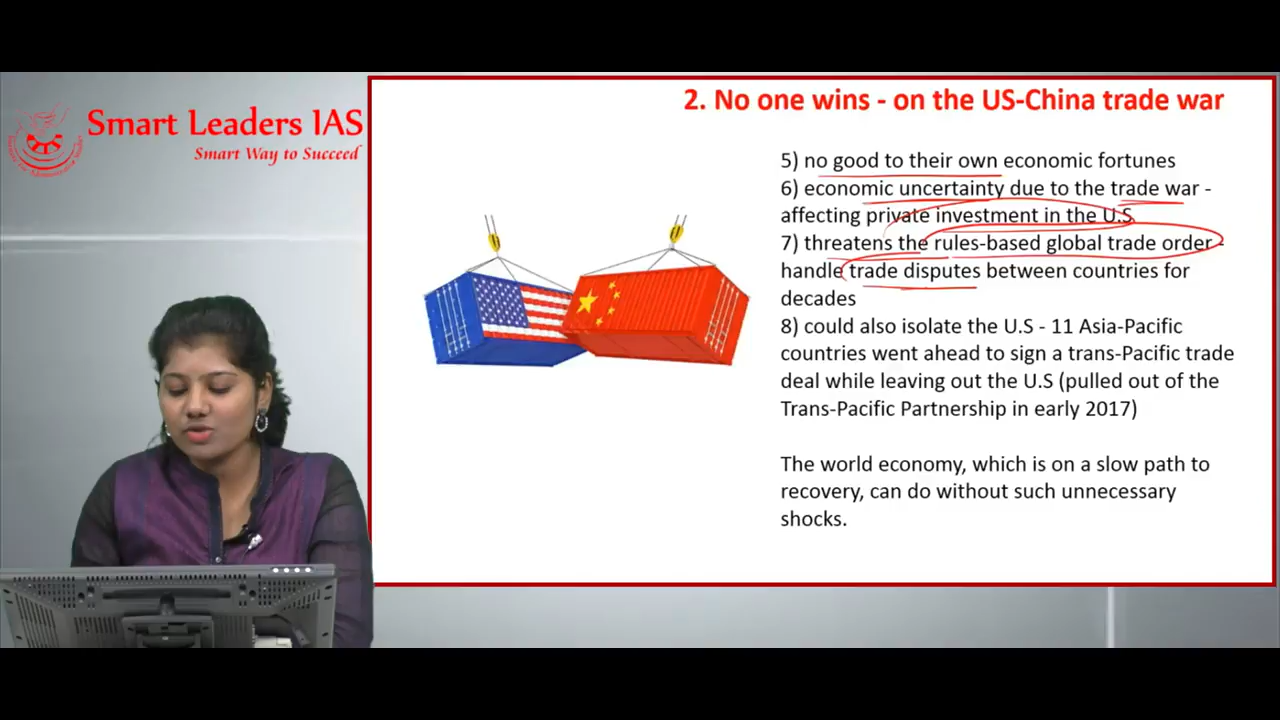 Smart Leaders IAS
Smart Way to Succeed
2. No one wins - on the US-China trade war
5) no good to their own economic fortunes
6) economic uncertainty due to the trade war -
affecting private investment in the U.S
7) threatens the rules-based global trade order -
handle trade disputes between countries for
decades
8) could also isolate the U.S - 11 Asia-Pacific
countries went ahead to sign a trans-Pacific trade
deal while leaving out the U.S (pulled out of the
Trans-Pacific Partnership in early 2017)
The world economy, which is on a slow path to
recovery, can do without such unnecessary
shocks.